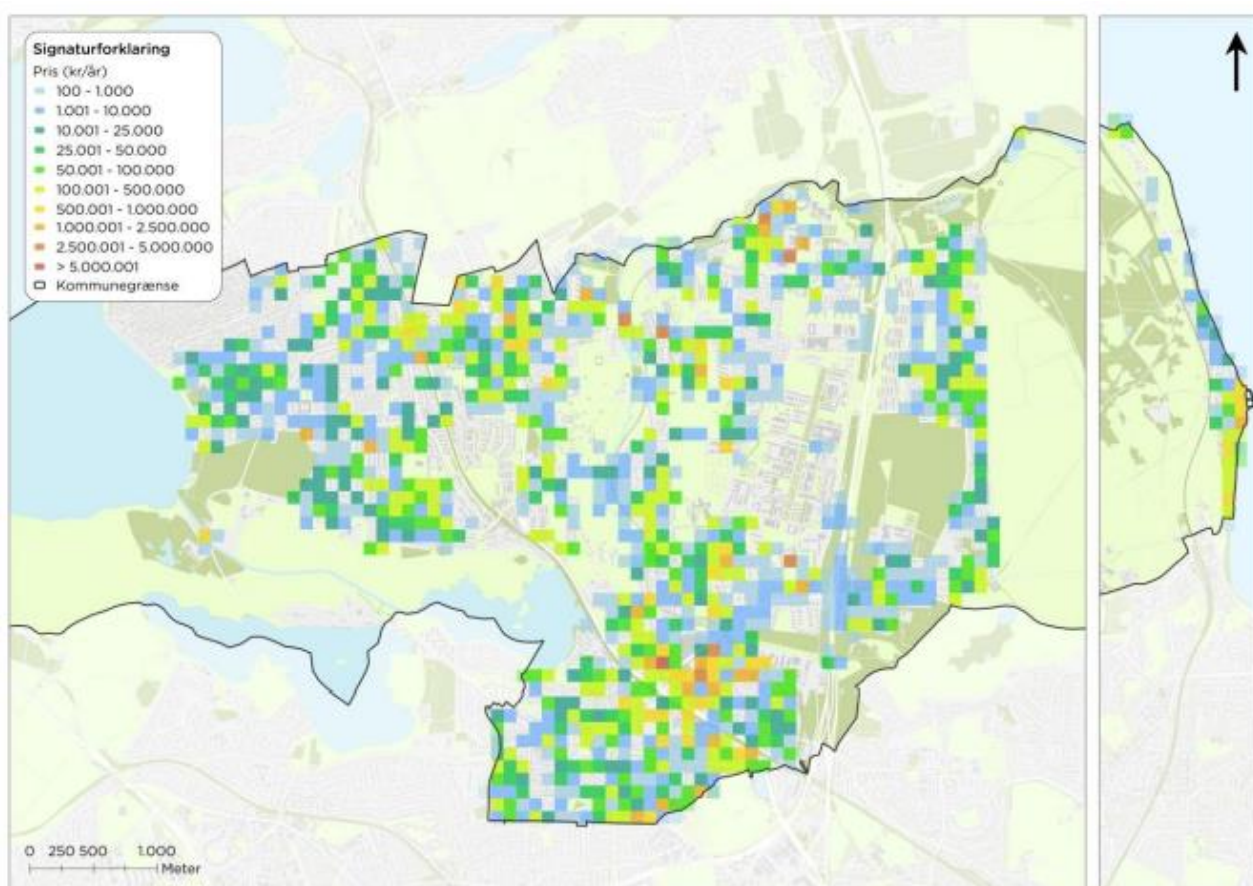 Signaturforklaring
Pris (kr/år)
100 - 1.000
1.001 - 10.000
10.001 - 25.000
25.001 - 50.000
50.001 - 100.000
100.001 - 500.000
500.001 - 1.000.000
1.000.001 - 2.500.000
2.500.001 - 5.000.000
> 5.000.001
Kommunegrænse
0 250 500 1.000
Meter